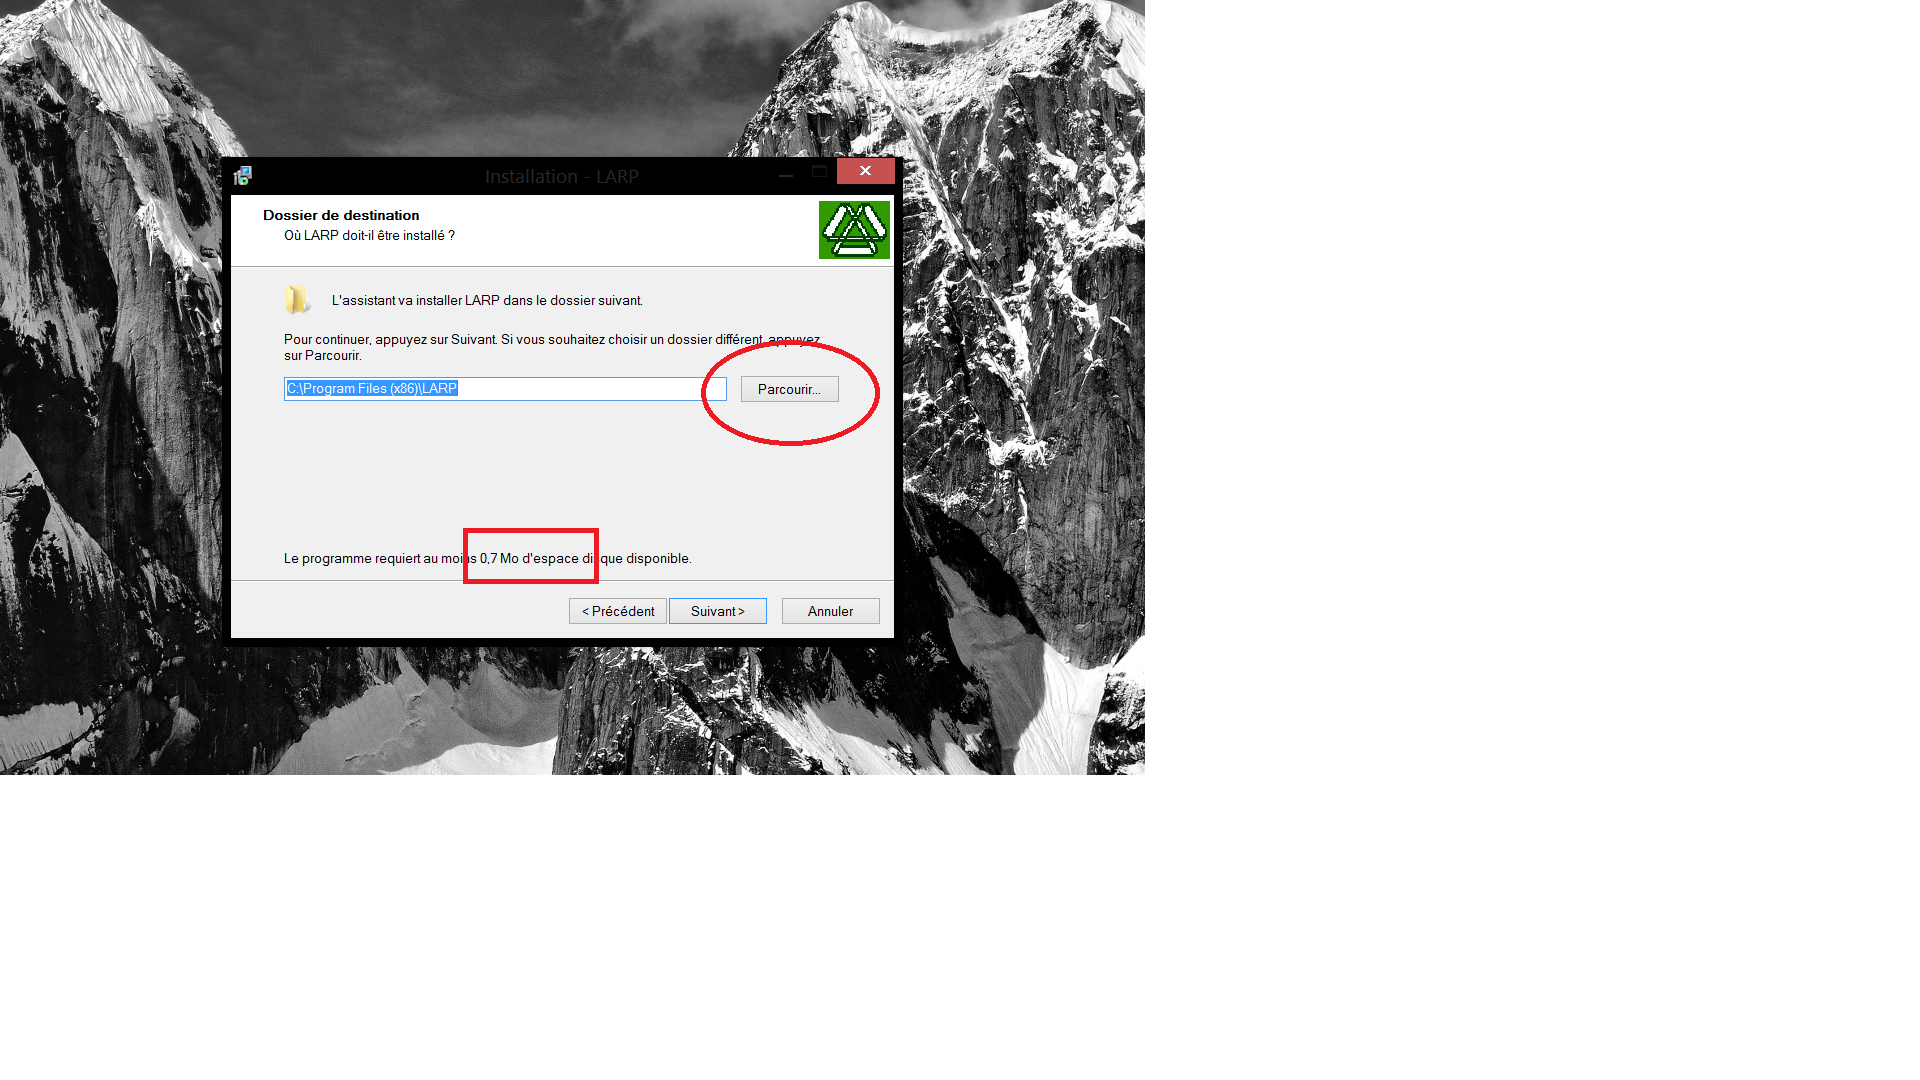 Installation - LARP
Dossier de destination
Où LARP doit-il être installé ?
L'assistant va installer LARP dans le dossier suivant.
Pour continuer, appuyez sur Suivant. Si vous souhaitez choisir un dossier différent, appuyez
sur Parcourir.
C:\Program Files (x86)\LARP
Parcourir...
Le programme requiert au moins 0,7 Mo d'espace disque disponible.
< Précédent
Suivant >
Annuler